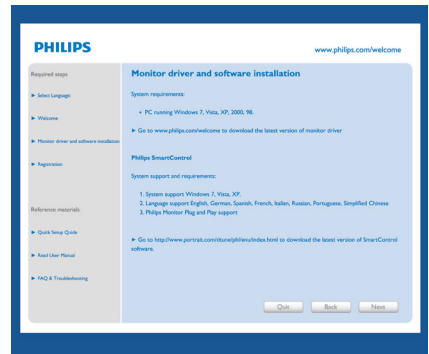 PHILIPS
www.philips.com/welcome
Required steps
► Select Language:
► Welcome
► Monitor driver and software installation
► Registration
Reference materials
► Quick Setup Qiuide
► Read User Manual
► FAQ & Troubleshooting
Monitor driver and software installation
System requirements:
• PC running Windows 7, Vista, XP, 2000, 98.
► Go to www.philips.com/welcome to download the latest version of monitor driver
Philips SmartControl
System support and requirements:
1. System support Windows 7, Vista, XP.
2. Language support English, German, Spanish, French, Italian, Russian, Portuguese, Simplified Chinese
3. Philips Monitor Plug and Play support
► Go to http://www.portrait.com/dtune/phl/enu/index.html to download the latest version of SmartControl
software.
Quit
Back
Next